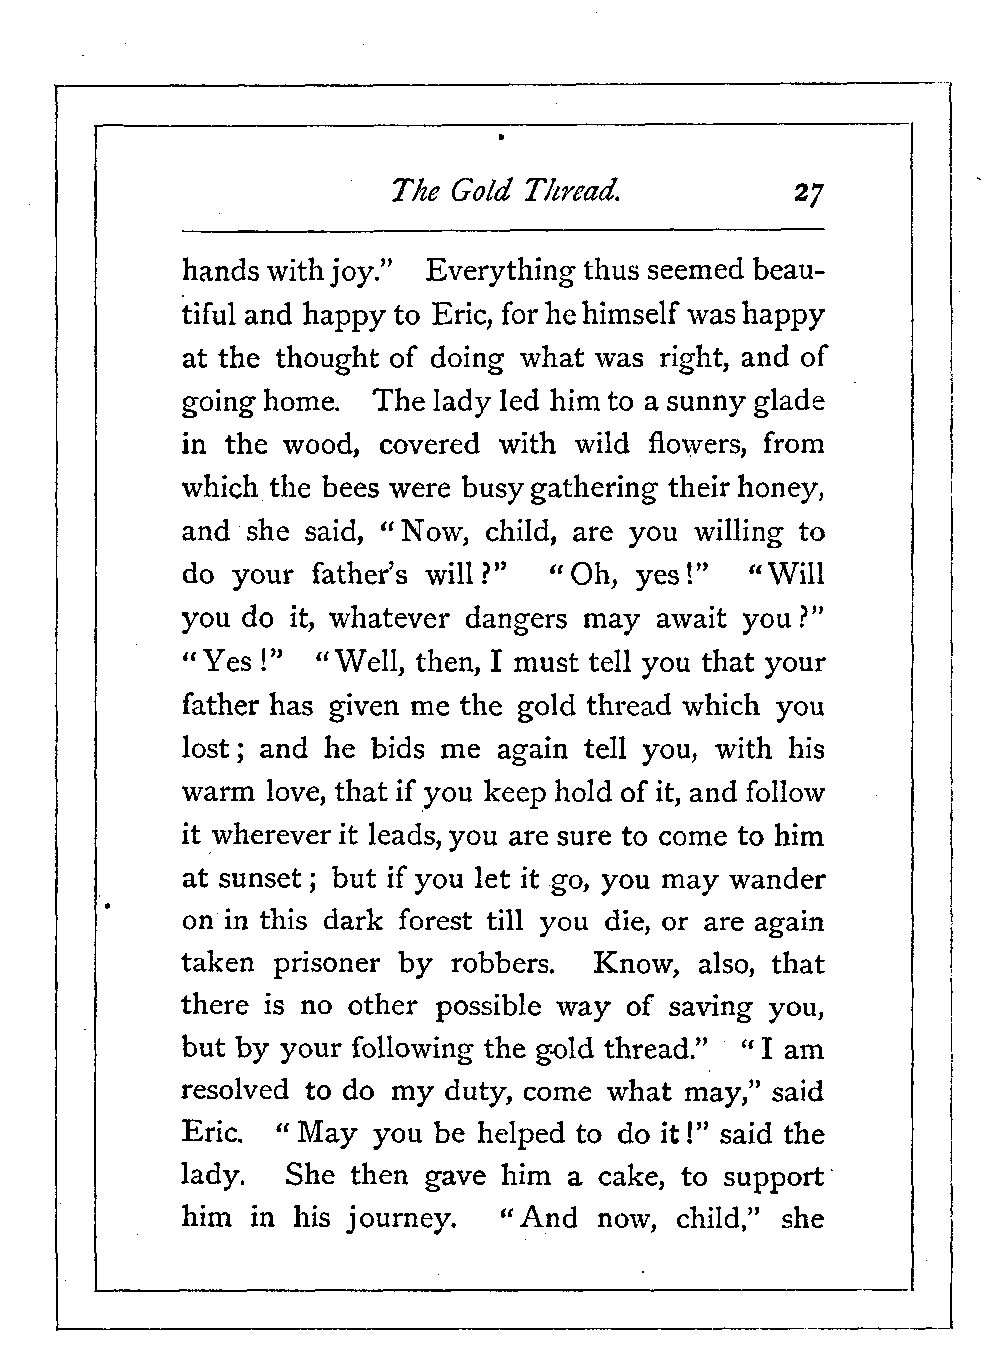 The Gold Thread. 27
hands with joy.” Everything thus seemed beau-
tiful and happy to Eric, for he himself was happy
at the thought of doing what was right, and of
going home. The lady led him to a sunny glade
in the wood, covered with wild flowers, from
which the bees were busy gathering their honey,
and she said, “Now, child, are you willing to
do your father’s will?” “Oh, yes!” “Will
you do it, whatever dangers may await you?”
“Yes!” “Well, then, I must tell you that your
father has given me the gold thread which you
lost; and he bids me again tell you, with his
warm love, that if you keep hold of it, and follow
it wherever it leads, you are sure to come to him
at sunset; but if you let it go, you may wander
on in this dark forest till you die, or are again
taken prisoner by robbers. Know, also, that
there is no other possible way of saving you,
but by your following the gold thread.” “I am
resolved to do my duty, come what may,” said
Eric. “May you be helped to do it!” said the
lady. She then gave him a cake, to support
him in his journey. “And now, child,” she